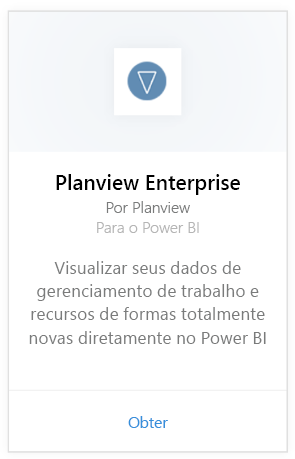 Planview Enterprise
Por Planview
Para o Power BI
Visualizar seus dados de
gerenciamento de trabalho e
recursos de formas totalmente
novas diretamente no Power BI
Obter